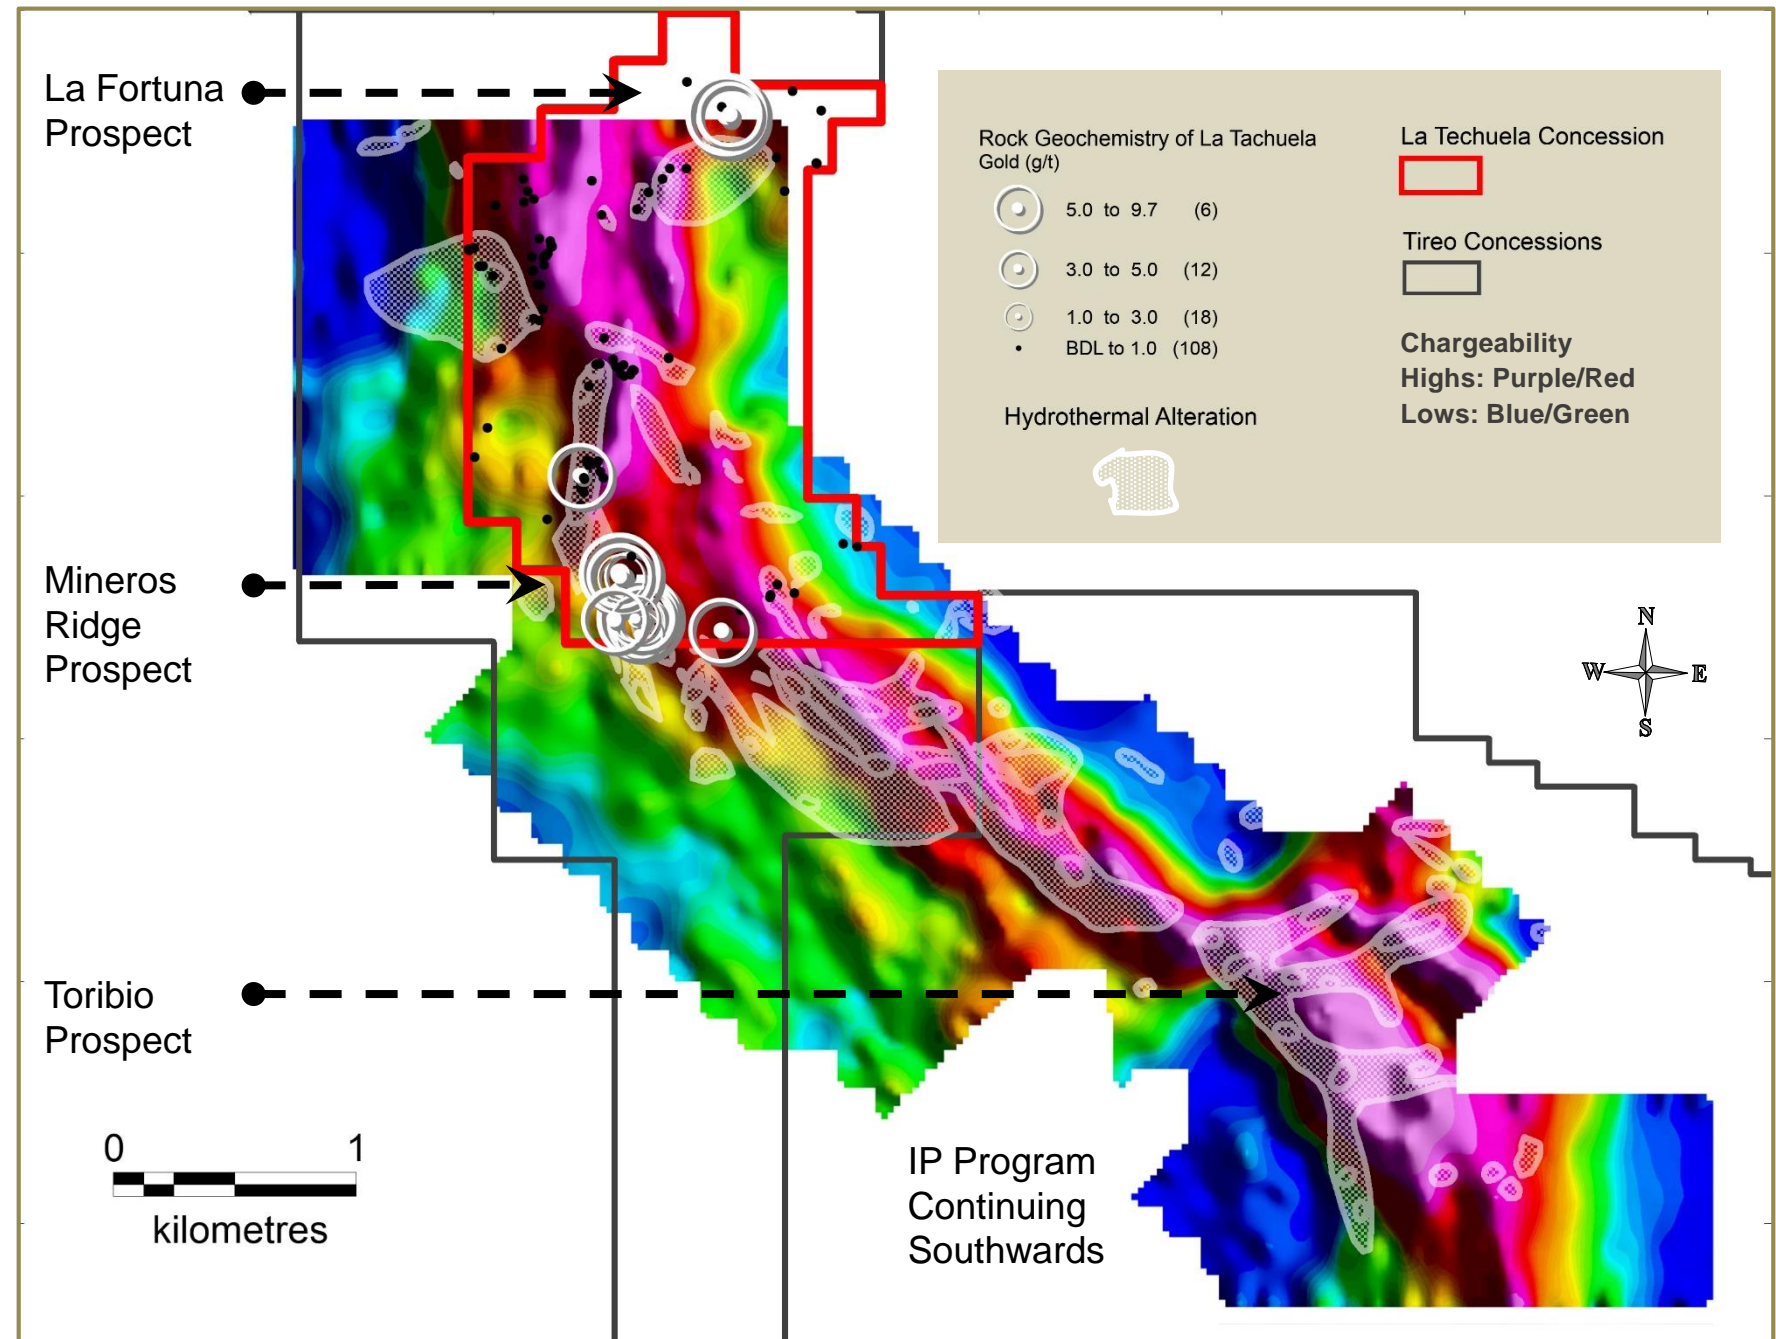 La Fortuna
Prospect
Mineros
Ridge
Prospect
Toribio
Prospect
Rock Geochemistry of La Tachuela
Gold (g/t)
5.0 to 9.7 (6)
3.0 to 5.0 (12)
1.0 to 3.0 (18)
BDL to 1.0 (108)
Hydrothermal Alteration
La Techuela Concession
Tireo Concessions
Chargeability
Highs: Purple/Red
Lows: Blue/Green
N
W
E
S
0 1
kilometres
IP Program
Continuing
Southwards